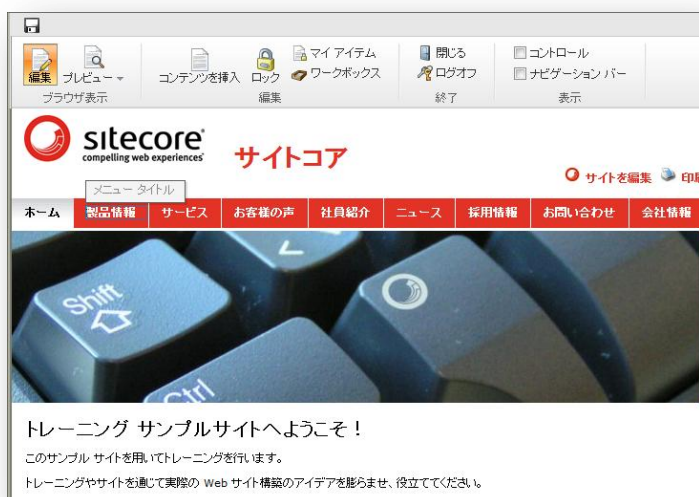 編集 プレビュー コンテンツを挿入 ロック マイ アイテム ワークボックス 閉じる ログオフ コントロール ナビゲーション バー
ブラウザ表示 編集 終了 表示
sitecore
compelling web experiences
サイトコア
サイトを編集 印刷
メニュー タイトル
ホーム 製品情報 サービス お客様の声 社員紹介 ニュース 採用情報 お問い合わせ 会社情報
Shift
Ctrl
トレーニング サンプルサイトへようこそ！
このサンプル サイトを用いてトレーニングを行います。
トレーニングやサイトを通じて実際の Web サイト構築のアイデアを膨らませ、役立ててください。